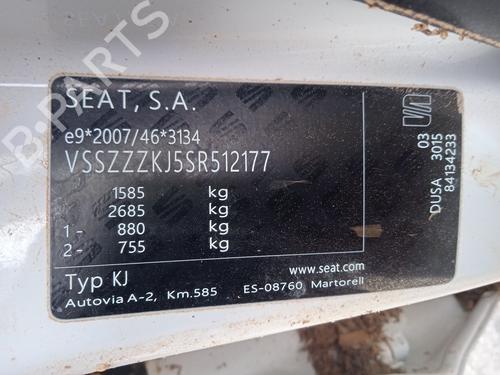 SEAT, S.A.
e9*2007/46*3134
VSSZZZKJ5SR512177
1585 kg
2685 kg
1- 880 kg
2- 755 kg
Typ KJ
www.seat.com
Autovia A-2, Km.585 ES-08760 Martorell
03
DUSA 3015
84134233
B-PARTS